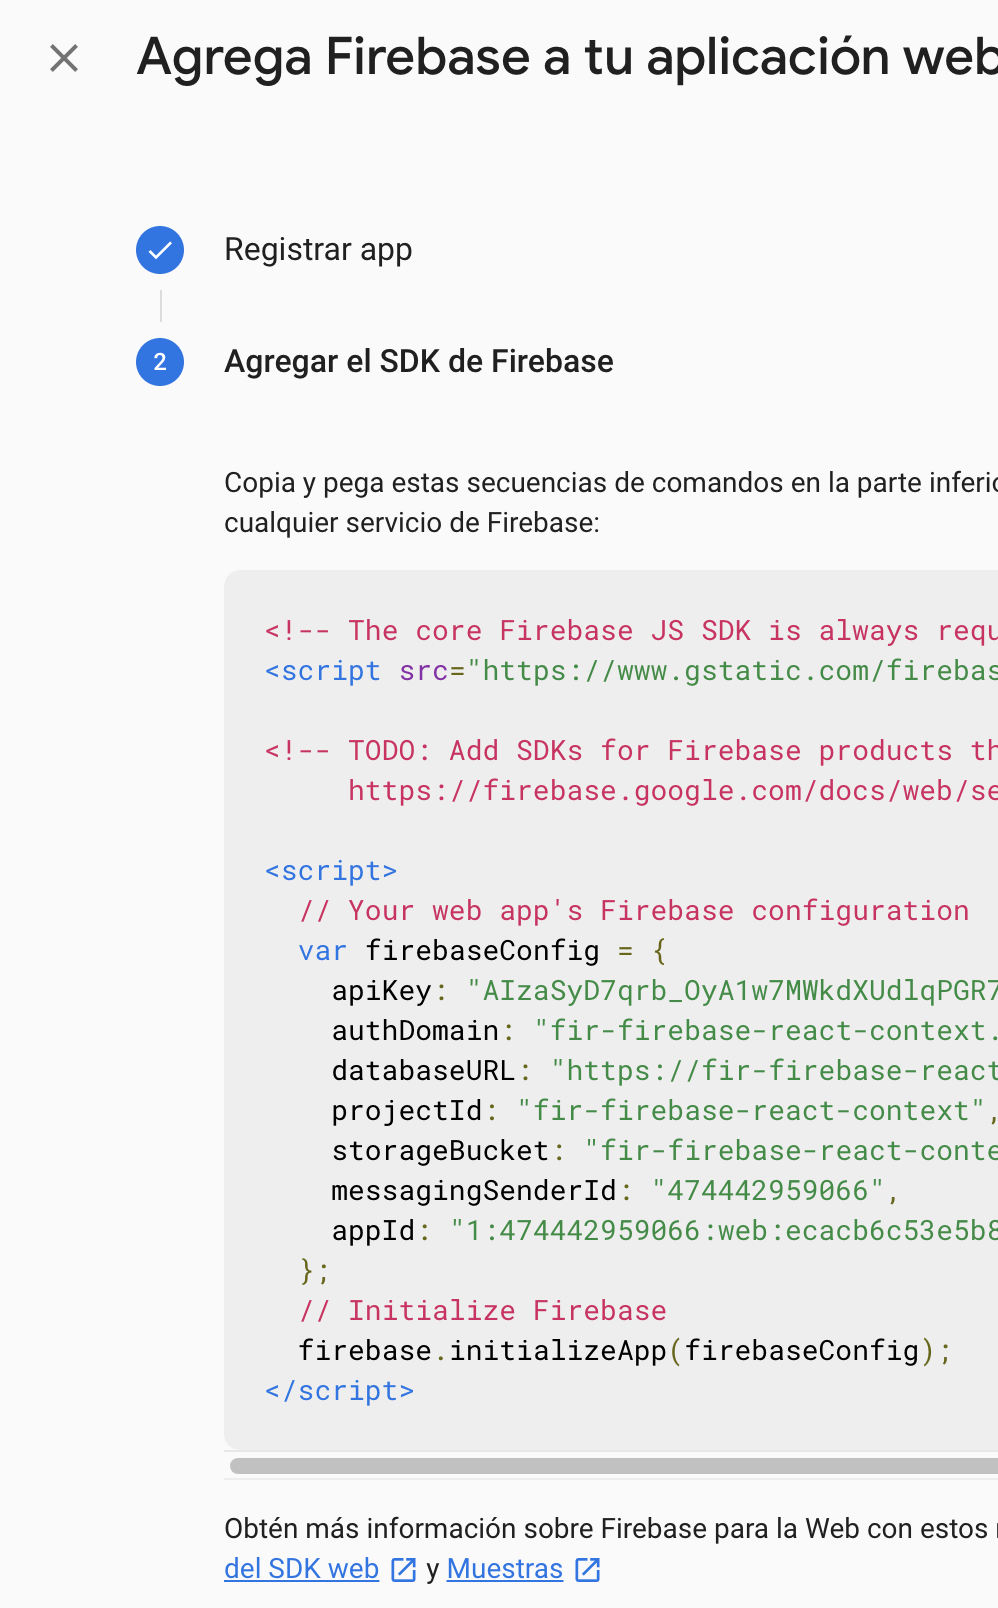 Agrega Firebase a tu aplicación web
Registrar app
2 Agregar el SDK de Firebase
Copia y pega estas secuencias de comandos en la parte
cualquier servicio de Firebase:
<!-- The core Firebase JS SDK is always
<script src="https://www.gstatic.com/firebas
<!-- TODO: Add SDKs for Firebase products
https://firebase.google.com/docs/web/se
<script>
// Your web app's Firebase configuration
var firebaseConfig = {
apiKey: "AIzaSyD7qrb_OyA1w7MWkdXUdlqPGR7
authDomain: "fir-firebase-react-context.
databaseURL: "https://fir-firebase-react
projectId: "fir-firebase-react-context",
storageBucket: "fir-firebase-react-conte
messagingSenderId: "474442959066",
appId: "1:474442959066:web:ecacb6c53e5b8
};
// Initialize Firebase
firebase.initializeApp(firebaseConfig);
</script>
Obtén más información sobre Firebase para la Web con estos
del SDK web y Muestras